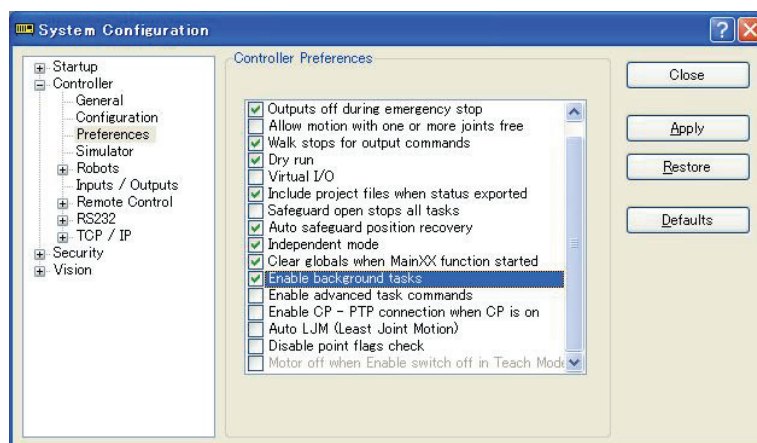 System Configuration
Startup
Controller
General
Configuration
Preferences
Simulator
Robots
Inputs / Outputs
Remote Control
RS232
TCP / IP
Security
Vision
Controller Preferences
Outputs off during emergency stop
Allow motion with one or more joints free
Walk stops for output commands
Dry run
Virtual I/O
Include project files when status exported
Safeguard open stops all tasks
Auto safeguard position recovery
Independent mode
Clear globals when MainXX function started
Enable background tasks
Enable advanced task commands
Enable CP - PTP connection when CP is on
Auto LJM (Least Joint Motion)
Disable point flags check
Motor off when Enable switch off in Teach Mode
Close
Apply
Restore
Defaults